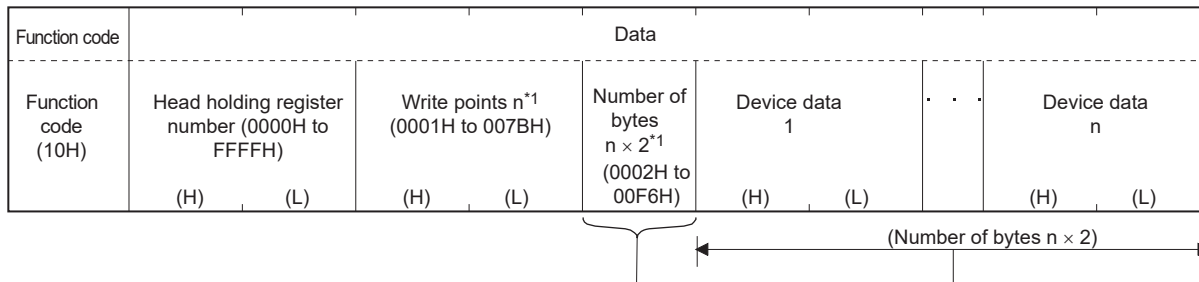 Function code
Data
Function
code
(10H)
Head holding register
number (0000H to
FFFFH)
(H) (L)
Write points n*1
(0001H to 007BH)
(H) (L)
Number of
bytes
n × 2*1
(0002H to
00F6H)
Device data
1
(H) (L)
. . .
Device data
n
(H) (L)
(Number of bytes n × 2)